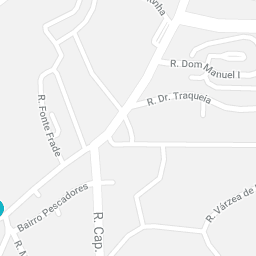 R. Dom Manuel I
R. Dr. Traqueia
R. Fonte Frade
Bairro Pescadores
R. Cap.
R. Várzea de